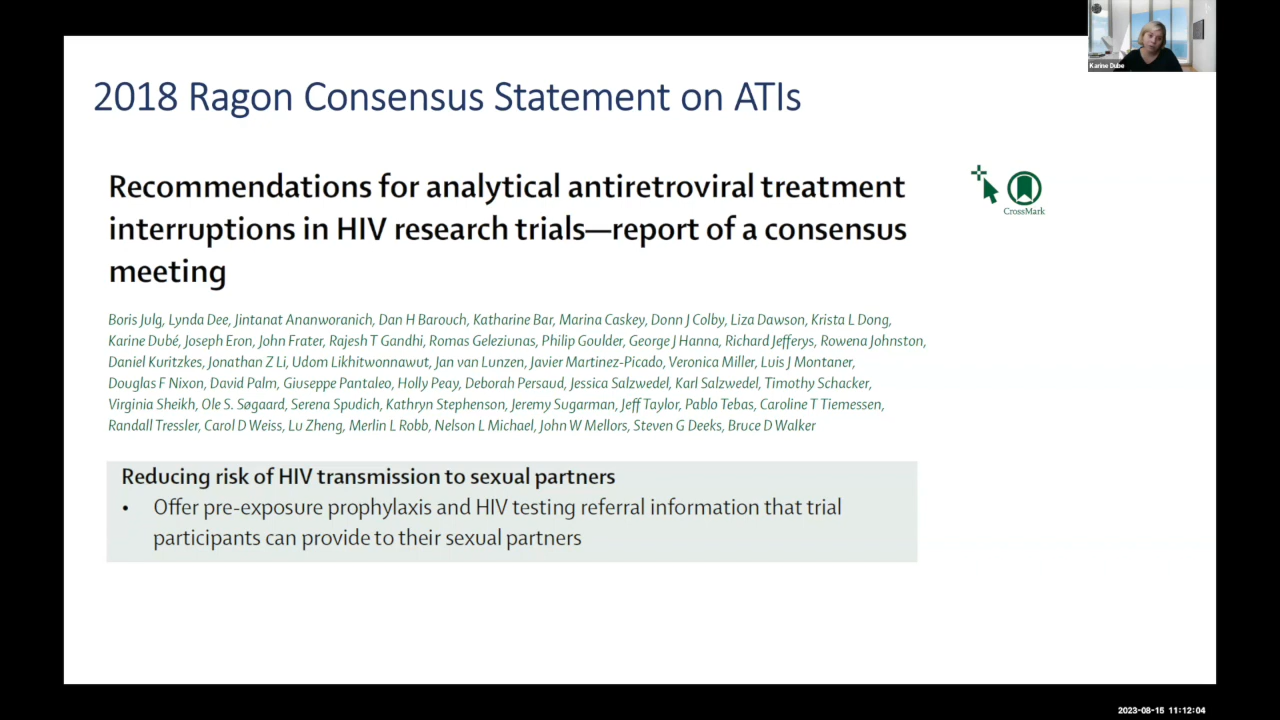 Karine Dube
2018 Ragon Consensus Statement on ATIs
Recommendations for analytical antiretroviral treatment
interruptions in HIV research trials—report of a consensus
meeting
CrossMark
Boris Julg, Lynda Dee, Jintanat Ananworanich, Dan H Barouch, Katharine Bar, Marina Caskey, Donn J Colby, Liza Dawson, Krista L Dong,
Karine Dubé, Joseph Eron, John Frater, Rajesh T Gandhi, Romas Geleziunas, Philip Goulder, George J Hanna, Richard Jefferys, Rowena Johnston,
Daniel Kuritzkes, Jonathan Z Li, Udom Likhitwonnawut, Jan van Lunzen, Javier Martinez-Picado, Veronica Miller, Luis J Montaner,
Douglas F Nixon, David Palm, Giuseppe Pantaleo, Holly Peay, Deborah Persaud, Jessica Salzwedel, Karl Salzwedel, Timothy Schacker,
Virginia Sheikh, Ole S. Søgaard, Serena Spudich, Kathryn Stephenson, Jeremy Sugarman, Jeff Taylor, Pablo Tebas, Caroline T Tiemessen,
Randall Tressler, Carol D Weiss, Lu Zheng, Merlin L Robb, Nelson L Michael, John W Mellors, Steven G Deeks, Bruce D Walker
Reducing risk of HIV transmission to sexual partners
• Offer pre-exposure prophylaxis and HIV testing referral information that trial
participants can provide to their sexual partners
2023-08-15 11:12:04